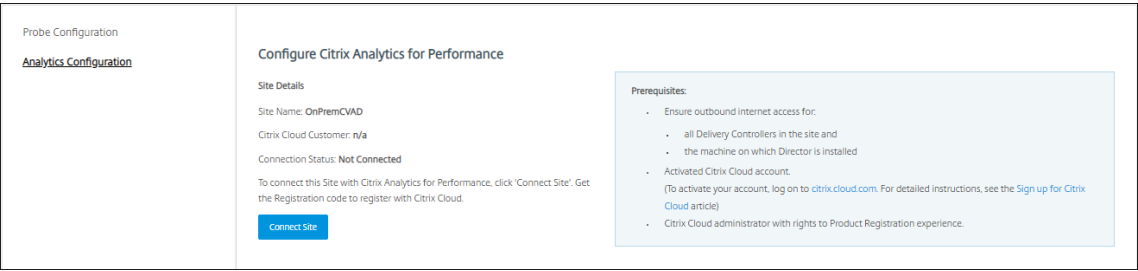 Probe Configuration
Analytics Configuration
Configure Citrix Analytics for Performance
Site Details
Site Name: OnPremCVAD
Citrix Cloud Customer: n/a
Connection Status: Not Connected
To connect this Site with Citrix Analytics for Performance, click 'Connect Site'. Get
the Registration code to register with Citrix Cloud.
Connect Site
Prerequisites:
• Ensure outbound internet access for:
• all Delivery Controllers in the site and
• the machine on which Director is installed
• Activated Citrix Cloud account.
(To activate your account, log on to citrix.cloud.com. For detailed instructions, see the Sign up for Citrix
Cloud article)
• Citrix Cloud administrator with rights to Product Registration experience.